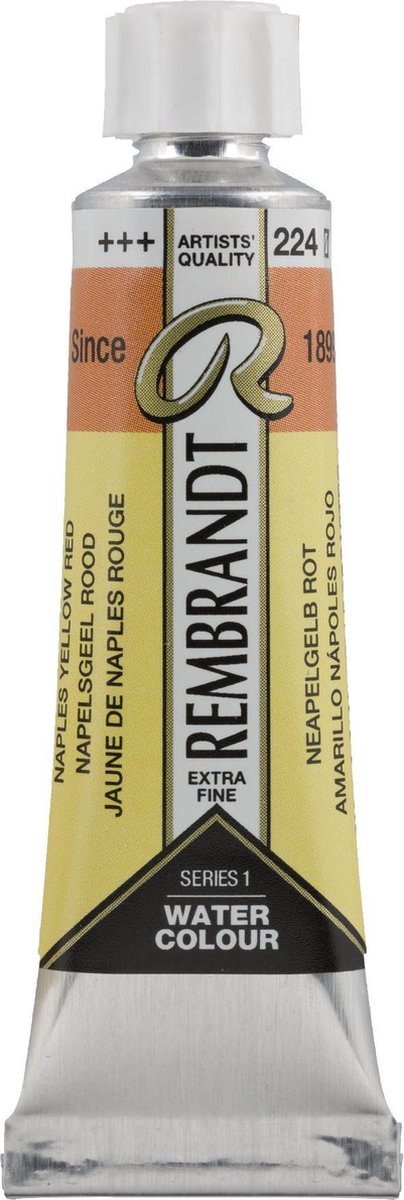 +++ ARTISTS' QUALITY 224
Since
R
REMBRANDT
NAPLES YELLOW RED
NAPELSGEEL ROOD
JAUNE DE NAPLES ROUGE
NEAPELGELB ROT
AMARILLO NÁPOLES ROJO
EXTRA
FINE
SERIES 1
WATER
COLOUR